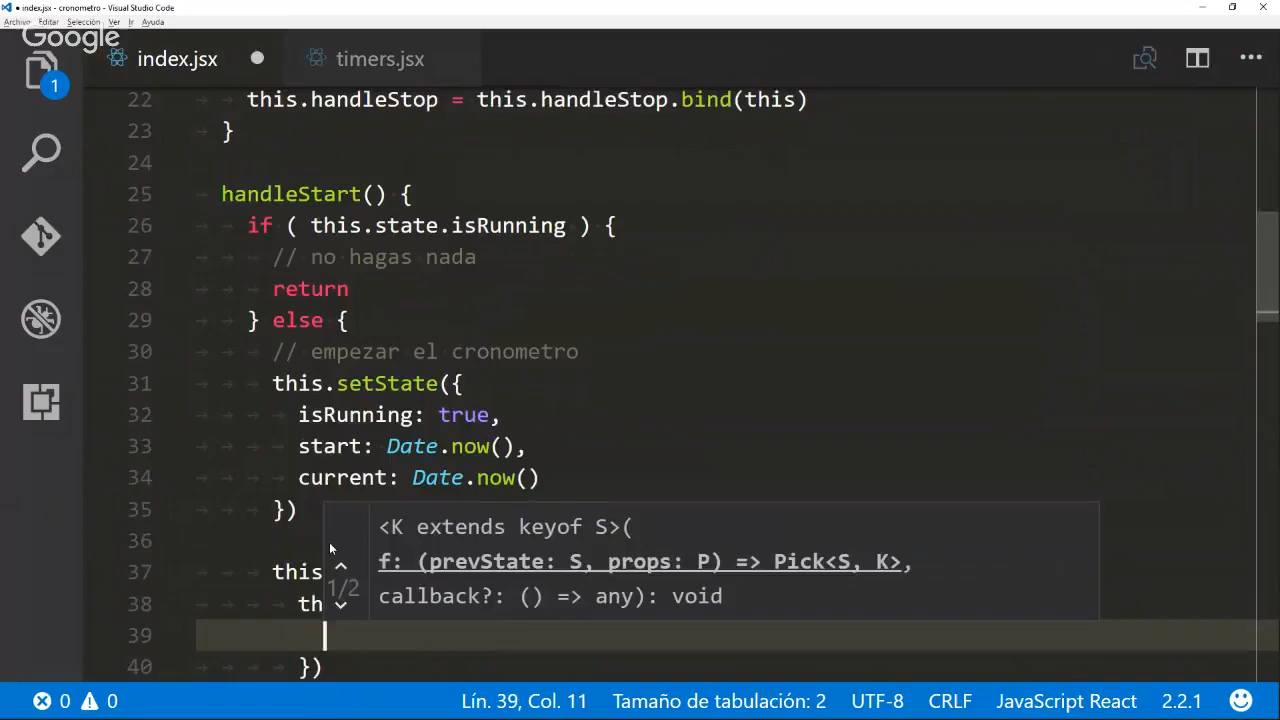 index.jsx - cronometro - Visual Studio Code
Archivo Editar Selección Ver Ir Ayuda
Google
index.jsx timers.jsx
1
22 this.handleStop = this.handleStop.bind(this)
23 }
24
25 handleStart() {
26 if ( this.state.isRunning ) {
27 // no hagas nada
28 return
29 } else {
30 // empezar el cronometro
31 this.setState({
32 isRunning: true,
33 start: Date.now(),
34 current: Date.now()
35 })
36
37 this
38 th
39
40 })
<K extends keyof S>(
f: (prevState: S, props: P) => Pick<S, K>,
1/2
callback?: () => any): void
0 0 Lín. 39, Col. 11 Tamaño de tabulación: 2 UTF-8 CRLF JavaScript React 2.2.1